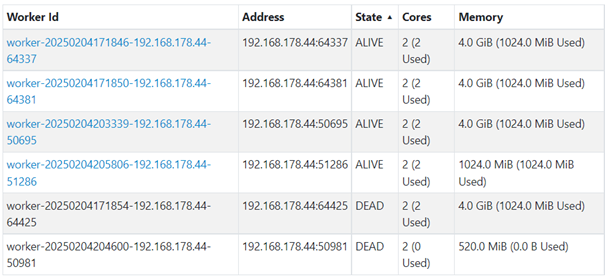 Worker Id Address State Cores Memory
worker-20250204171846-192.168.178.44- 192.168.178.44:64337 ALIVE 2 (2 4.0 GiB (1024.0 MiB Used)
64337 Used)
worker-20250204171850-192.168.178.44- 192.168.178.44:64381 ALIVE 2 (2 4.0 GiB (1024.0 MiB Used)
64381 Used)
worker-20250204203339-192.168.178.44- 192.168.178.44:50695 ALIVE 2 (2 4.0 GiB (1024.0 MiB Used)
50695 Used)
worker-20250204205806-192.168.178.44- 192.168.178.44:51286 ALIVE 2 (2 1024.0 MiB (1024.0 MiB
51286 Used) Used)
worker-20250204171854-192.168.178.44- 192.168.178.44:64425 DEAD 2 (2 4.0 GiB (1024.0 MiB Used)
64425 Used)
worker-20250204204600-192.168.178.44- 192.168.178.44:50981 DEAD 2 (0 520.0 MiB (0.0 B Used)
50981 Used)